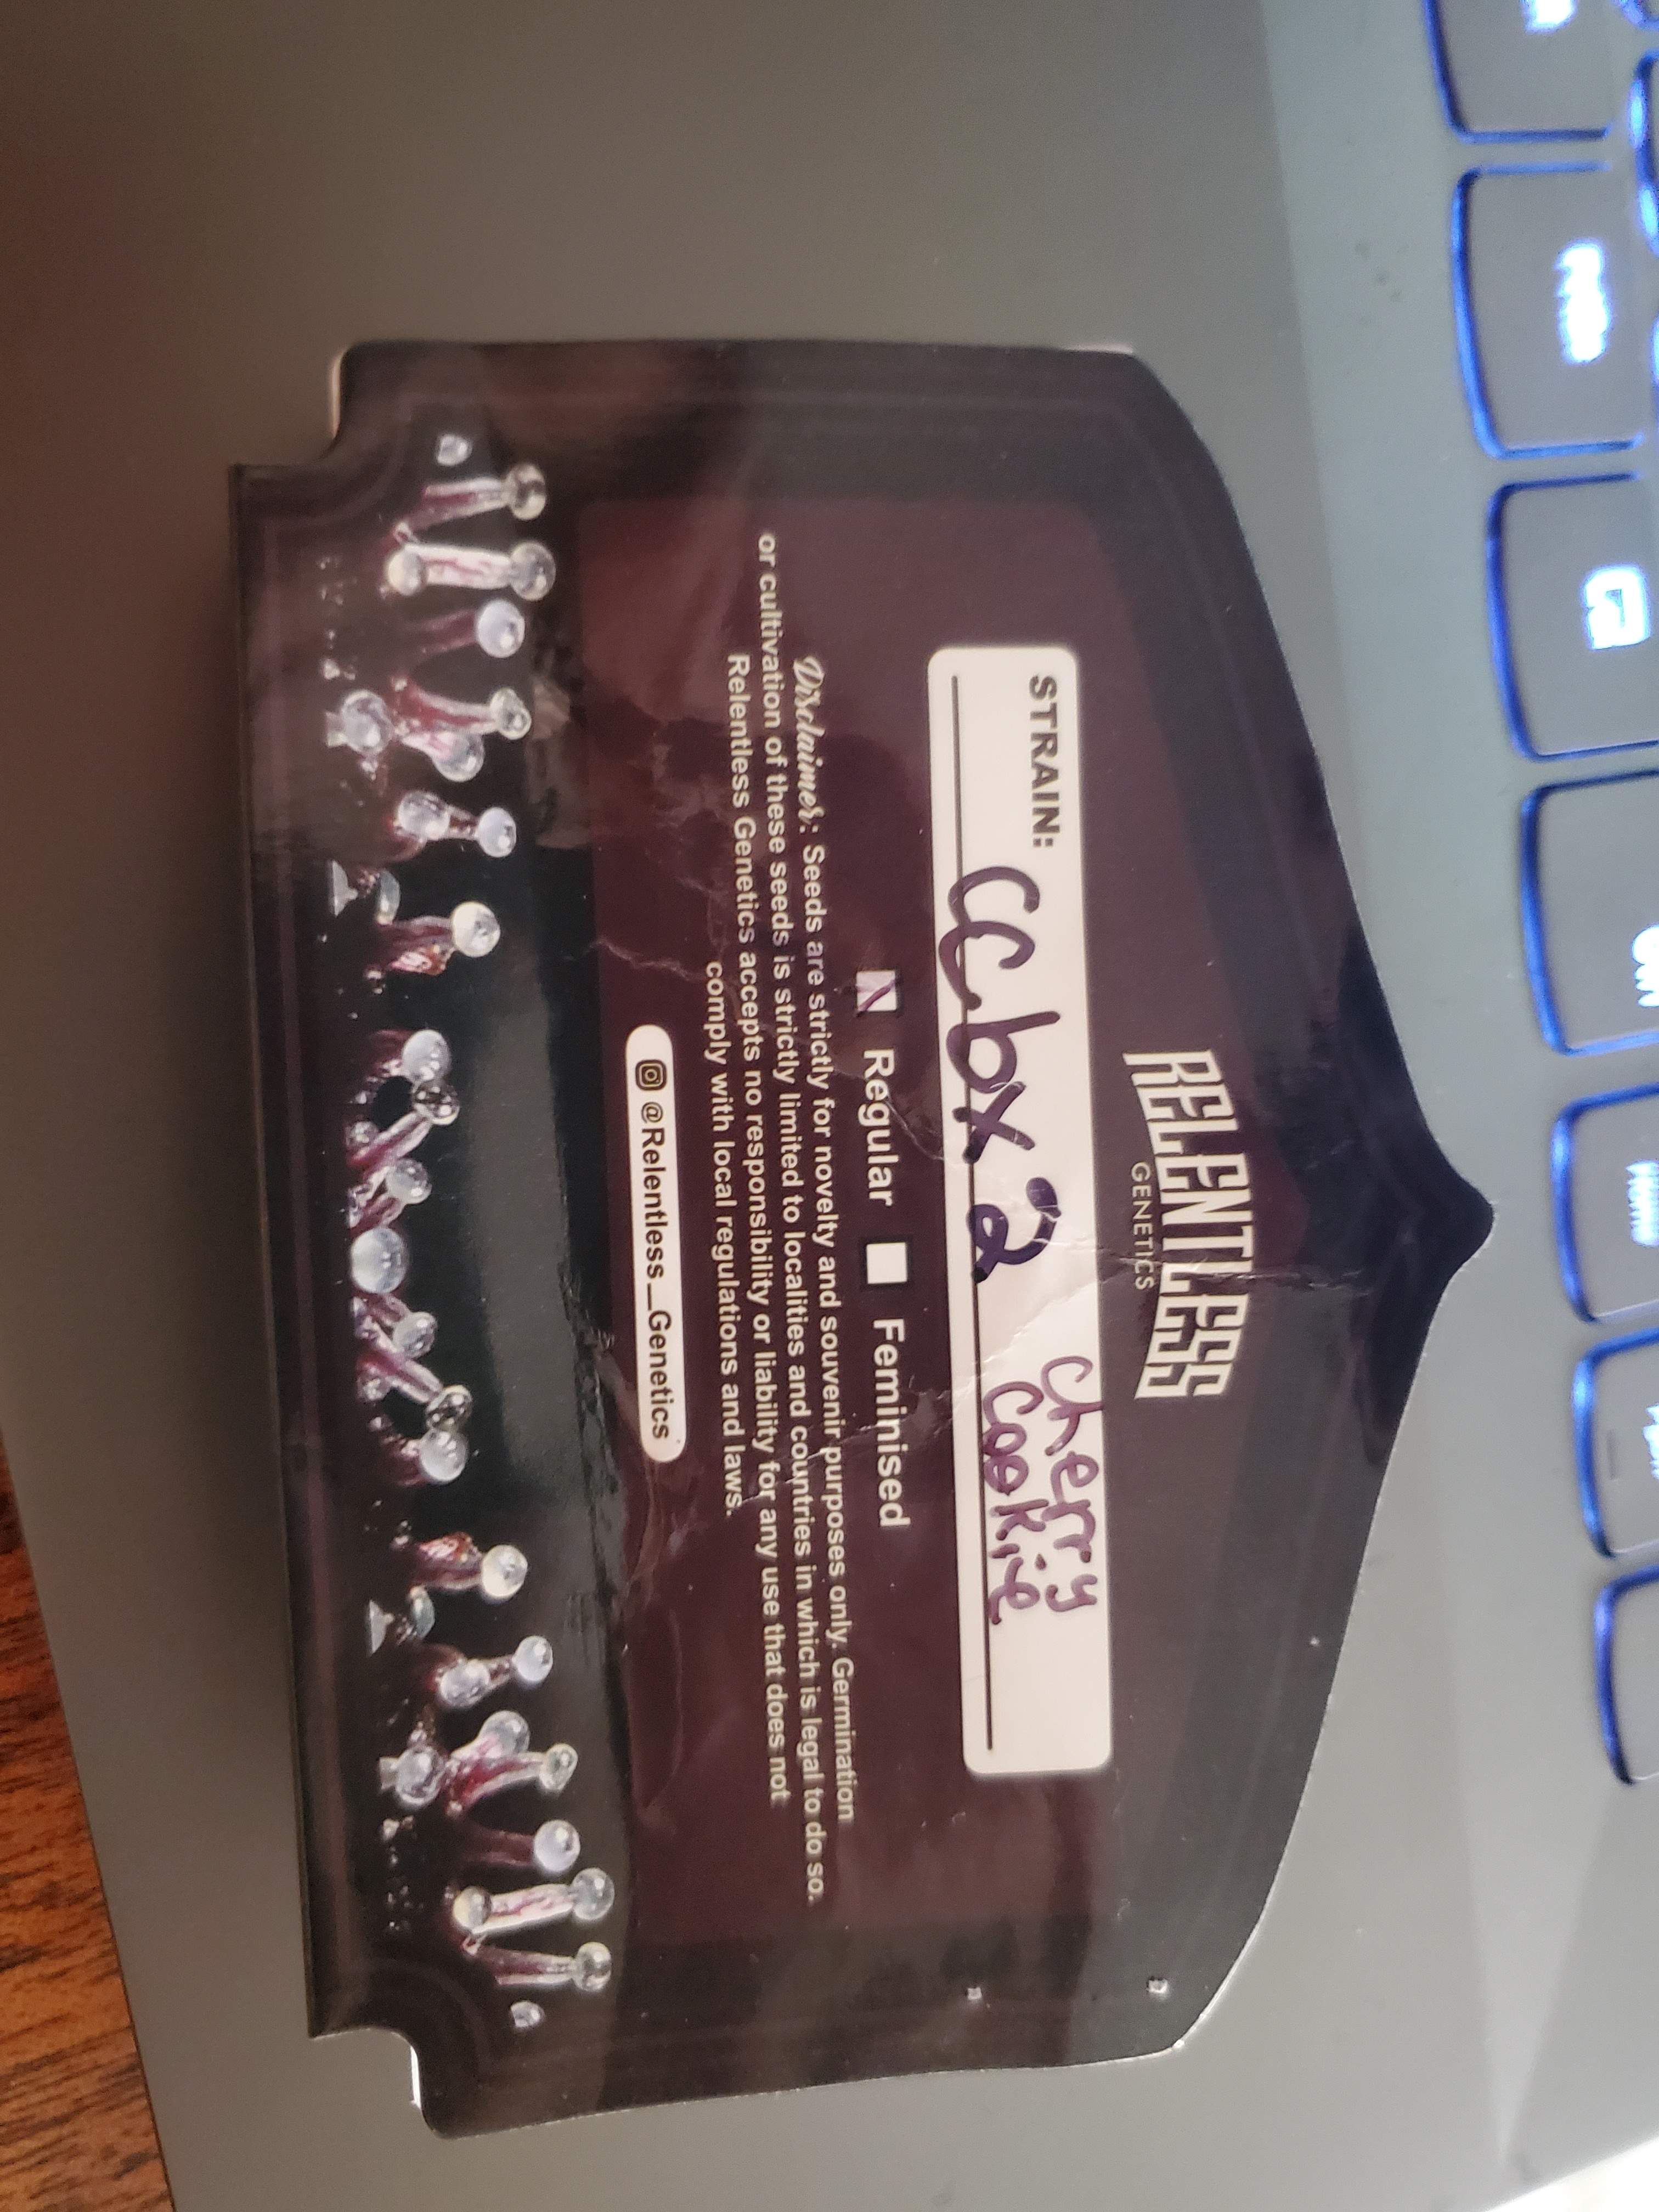 RELENTLESS
GENETICS
STRAIN: CCbx2 cherry
cookie
Regular Feminised
Disclaimer: Seeds are strictly for novelty and souvenir purposes only. Germination
or cultivation of these seeds is strictly limited to localities and countries in which is legal to do so.
Relentless Genetics accepts no responsibility or liability for any use that does not
comply with local regulations and laws.
@Relentless_Genetics